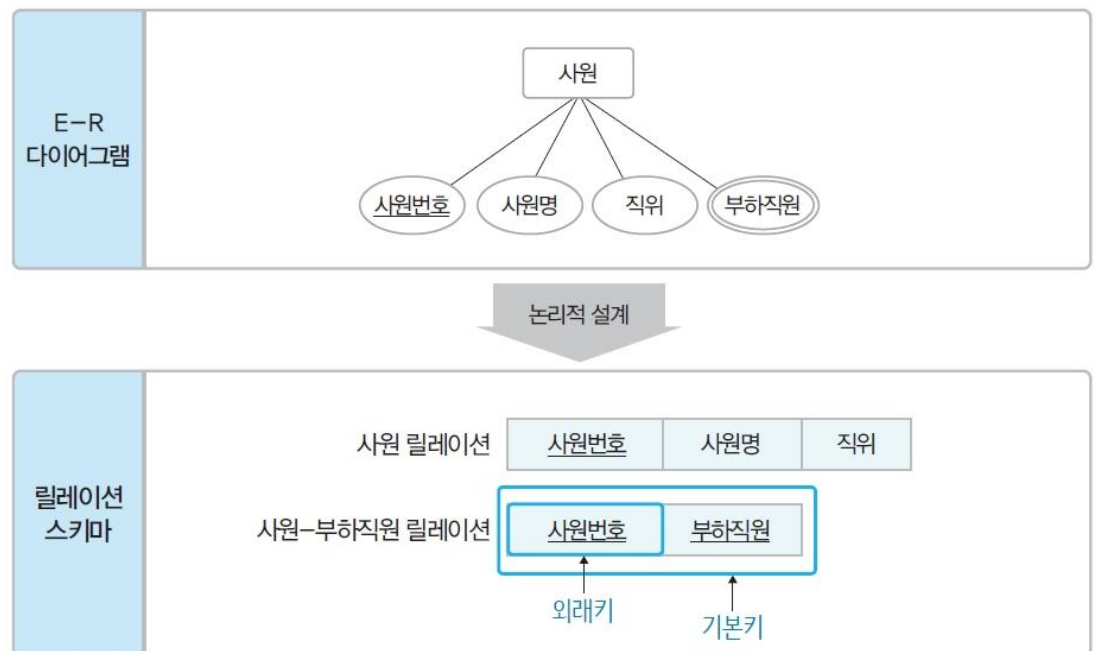 E-R
다이어그램
사원
사원번호 사원명 직위 부하직원
논리적 설계
릴레이션
스키마
사원 릴레이션 사원번호 사원명 직위
사원-부하직원 릴레이션 사원번호 부하직원
외래키
기본키